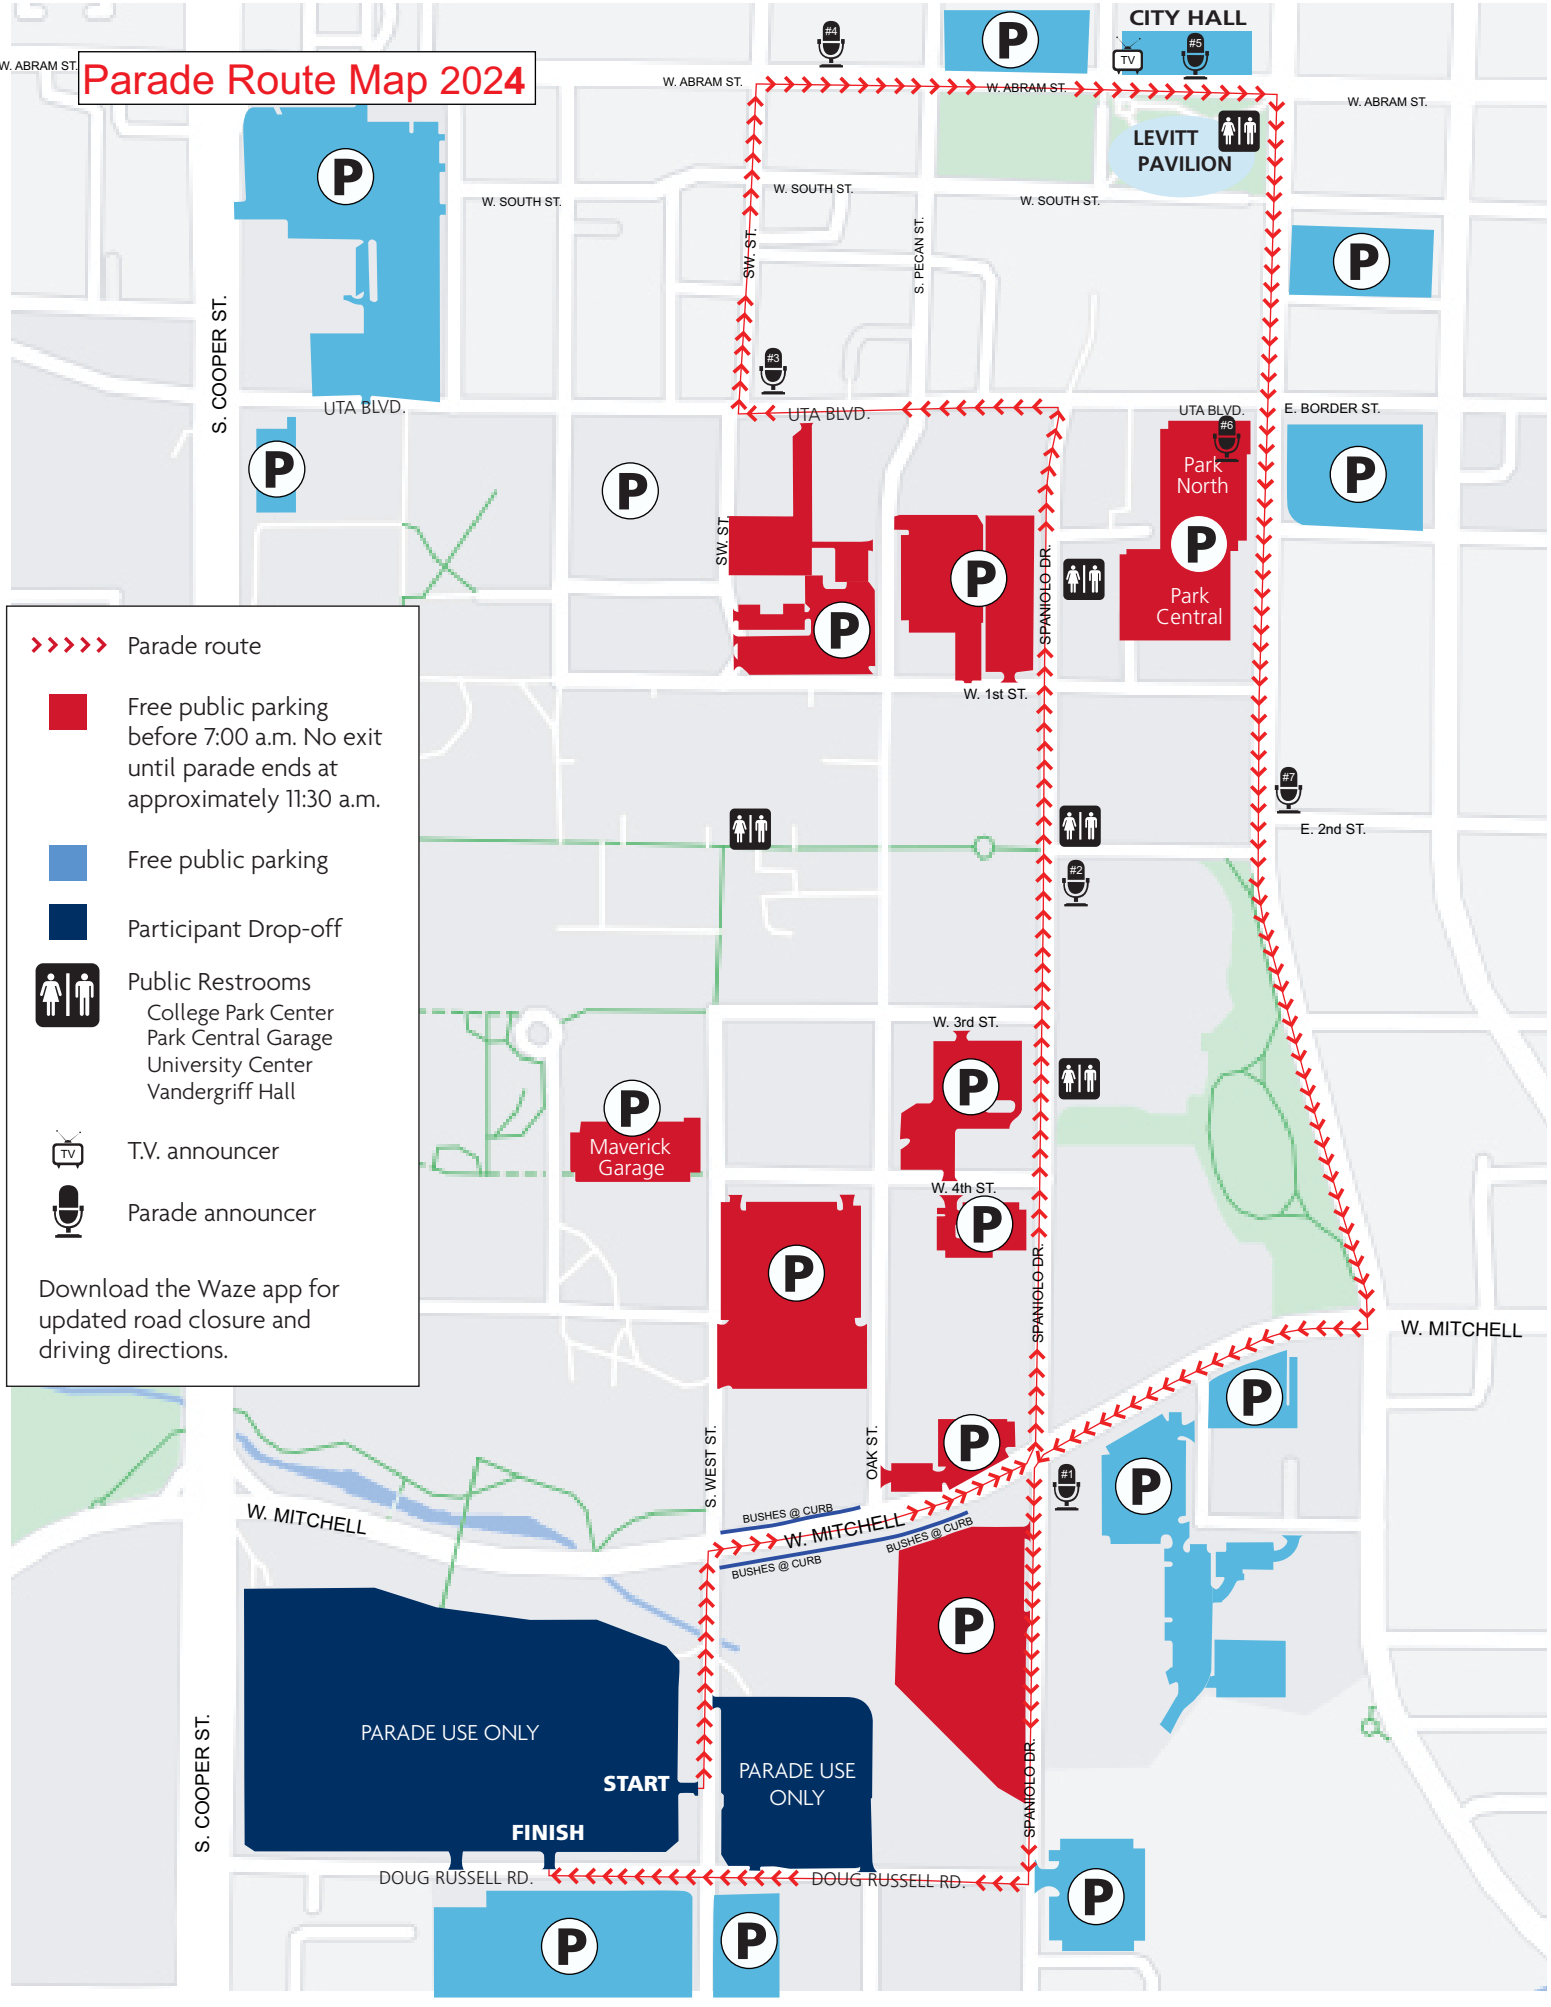 CITY HALL
#4
P
#5
TV
W. ABRAM ST.
Parade Route Map 2024
W. ABRAM ST.
W. ABRAM ST.
W. ABRAM ST.
LEVITT
PAVILION
P
W. SOUTH ST.
W. SOUTH ST.
W. SOUTH ST.
SW. ST.
S. PECAN ST.
P
S. COOPER ST.
#3
UTA BLVD.
UTA BLVD.
UTA BLVD.
E. BORDER ST.
#6
P
P
P
Park
North
P
SW. ST.
P
P
SPANIOLO DR.
Park
Central
P
W. 1st ST.
Parade route
Free public parking
before 7:00 a.m. No exit
until parade ends at
approximately 11:30 a.m.
Free public parking
Participant Drop-off
Public Restrooms
College Park Center
Park Central Garage
University Center
Vandergriff Hall
TV
T.V. announcer
Parade announcer
Download the Waze app for
updated road closure and
driving directions.
#7
E. 2nd ST.
#2
W. 3rd ST.
P
P
Maverick
Garage
W. 4th ST.
P
P
SPANIOLO DR.
W. MITCHELL
P
P
S. WEST ST.
OAK ST.
#1
P
W. MITCHELL
BUSHES @ CURB
W. MITCHELL
BUSHES @ CURB
BUSHES @ CURB
P
PARADE USE ONLY
START
PARADE USE
ONLY
SPANIOLO DR.
S. COOPER ST.
FINISH
DOUG RUSSELL RD.
DOUG RUSSELL RD.
P
P
P